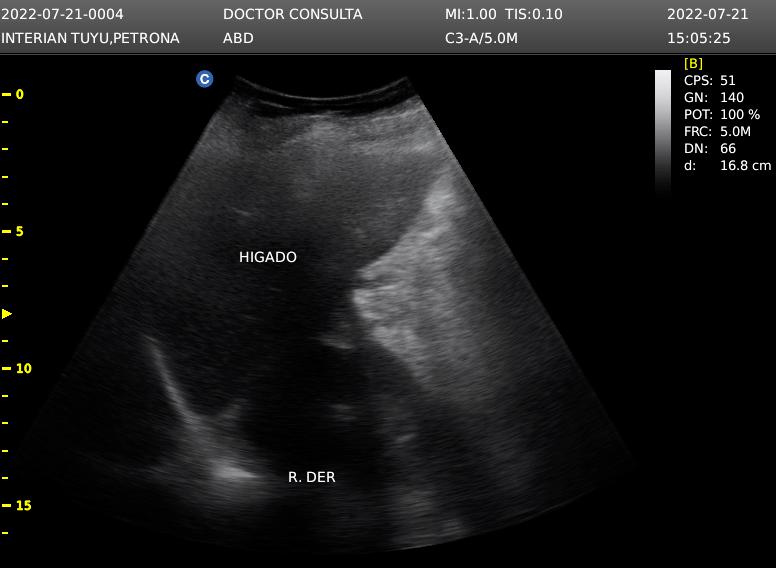 2022-07-21-0004 DOCTOR CONSULTA MI:1.00 TIS:0.10 2022-07-21
INTERIAN TUYU,PETRONA ABD C3-A/5.0M 15:05:25
[B]
CPS: 51
GN: 140
POT: 100 %
FRC: 5.0M
DN: 66
d: 16.8 cm
C
0
5
HIGADO
10
R. DER
15